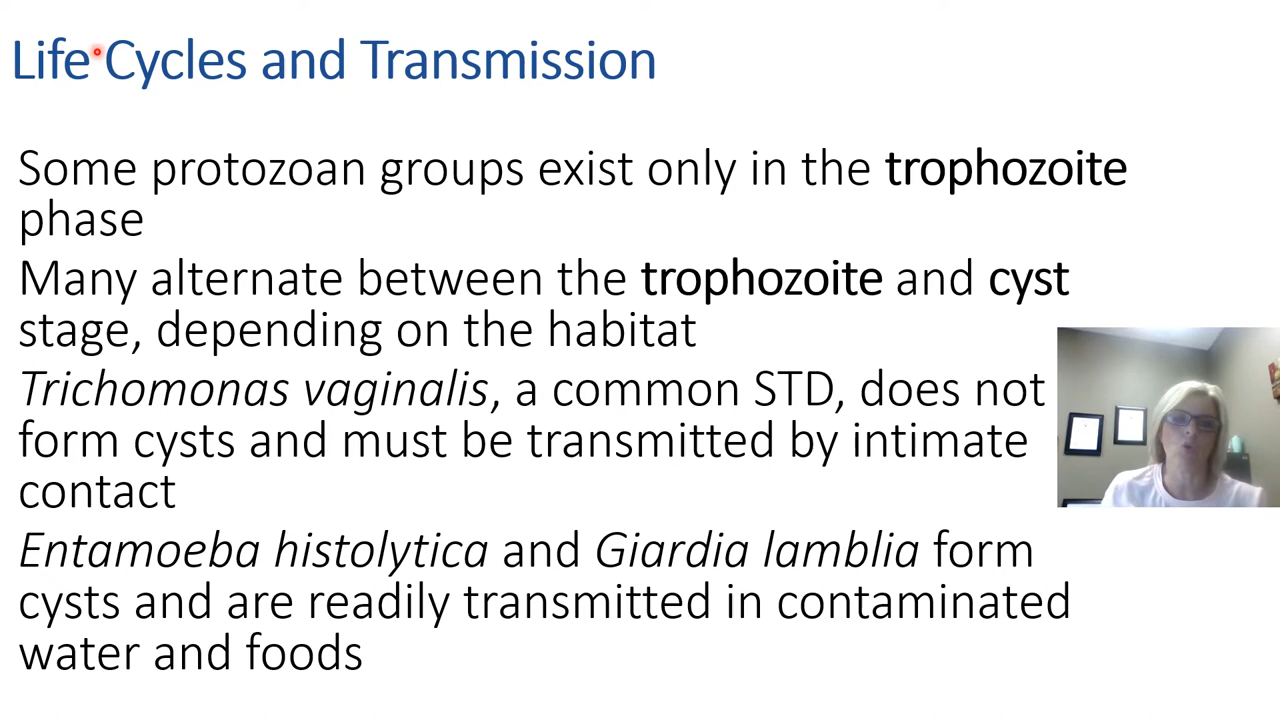 Life Cycles and Transmission
Some protozoan groups exist only in the trophozoite
phase
Many alternate between the trophozoite and cyst
stage, depending on the habitat
Trichomonas vaginalis, a common STD, does not
form cysts and must be transmitted by intimate
contact
Entamoeba histolytica and Giardia lamblia form
cysts and are readily transmitted in contaminated
water and foods